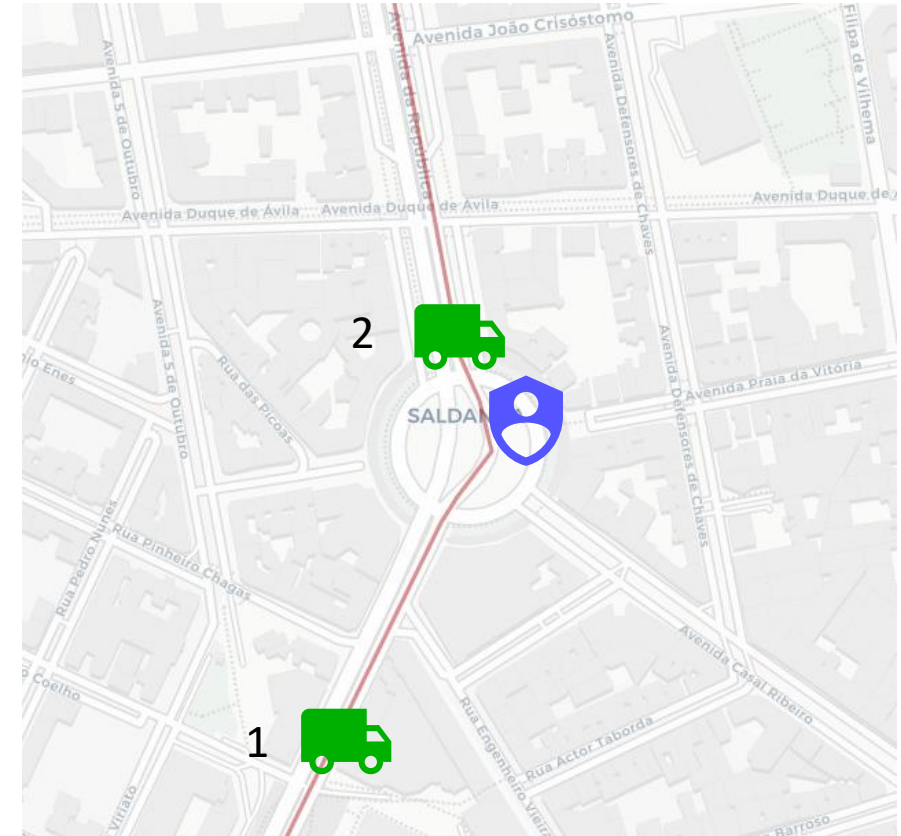 Avenida João Crisóstomo
Avenida da República
Avenida 5 de Outubro
Avenida Defensores de Chaves
Filipa de Vilhema
Avenida Duque de Ávila
Avenida Duque de Ávila
Avenida Duque de
2
Avenida 5 de Outubro
Rua das Picoas
nio Enes
Avenida Defensores de Chaves
Avenida Praia da Vitória
SALDAN
Rua Pedro Nunes
Rua Pinheiro Chagas
Avenida Casal Ribeiro
o Coelho
1
Rua Engenheiro Vieira
Rua Actor Taborda
Viriato
Barroso